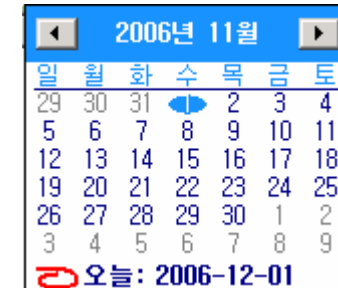 2006년 11월
일 월 화 수 목 금 토
29 30 31 1 2 3 4
5 6 7 8 9 10 11
12 13 14 15 16 17 18
19 20 21 22 23 24 25
26 27 28 29 30 1 2
3 4 5 6 7 8 9
오늘: 2006-12-01